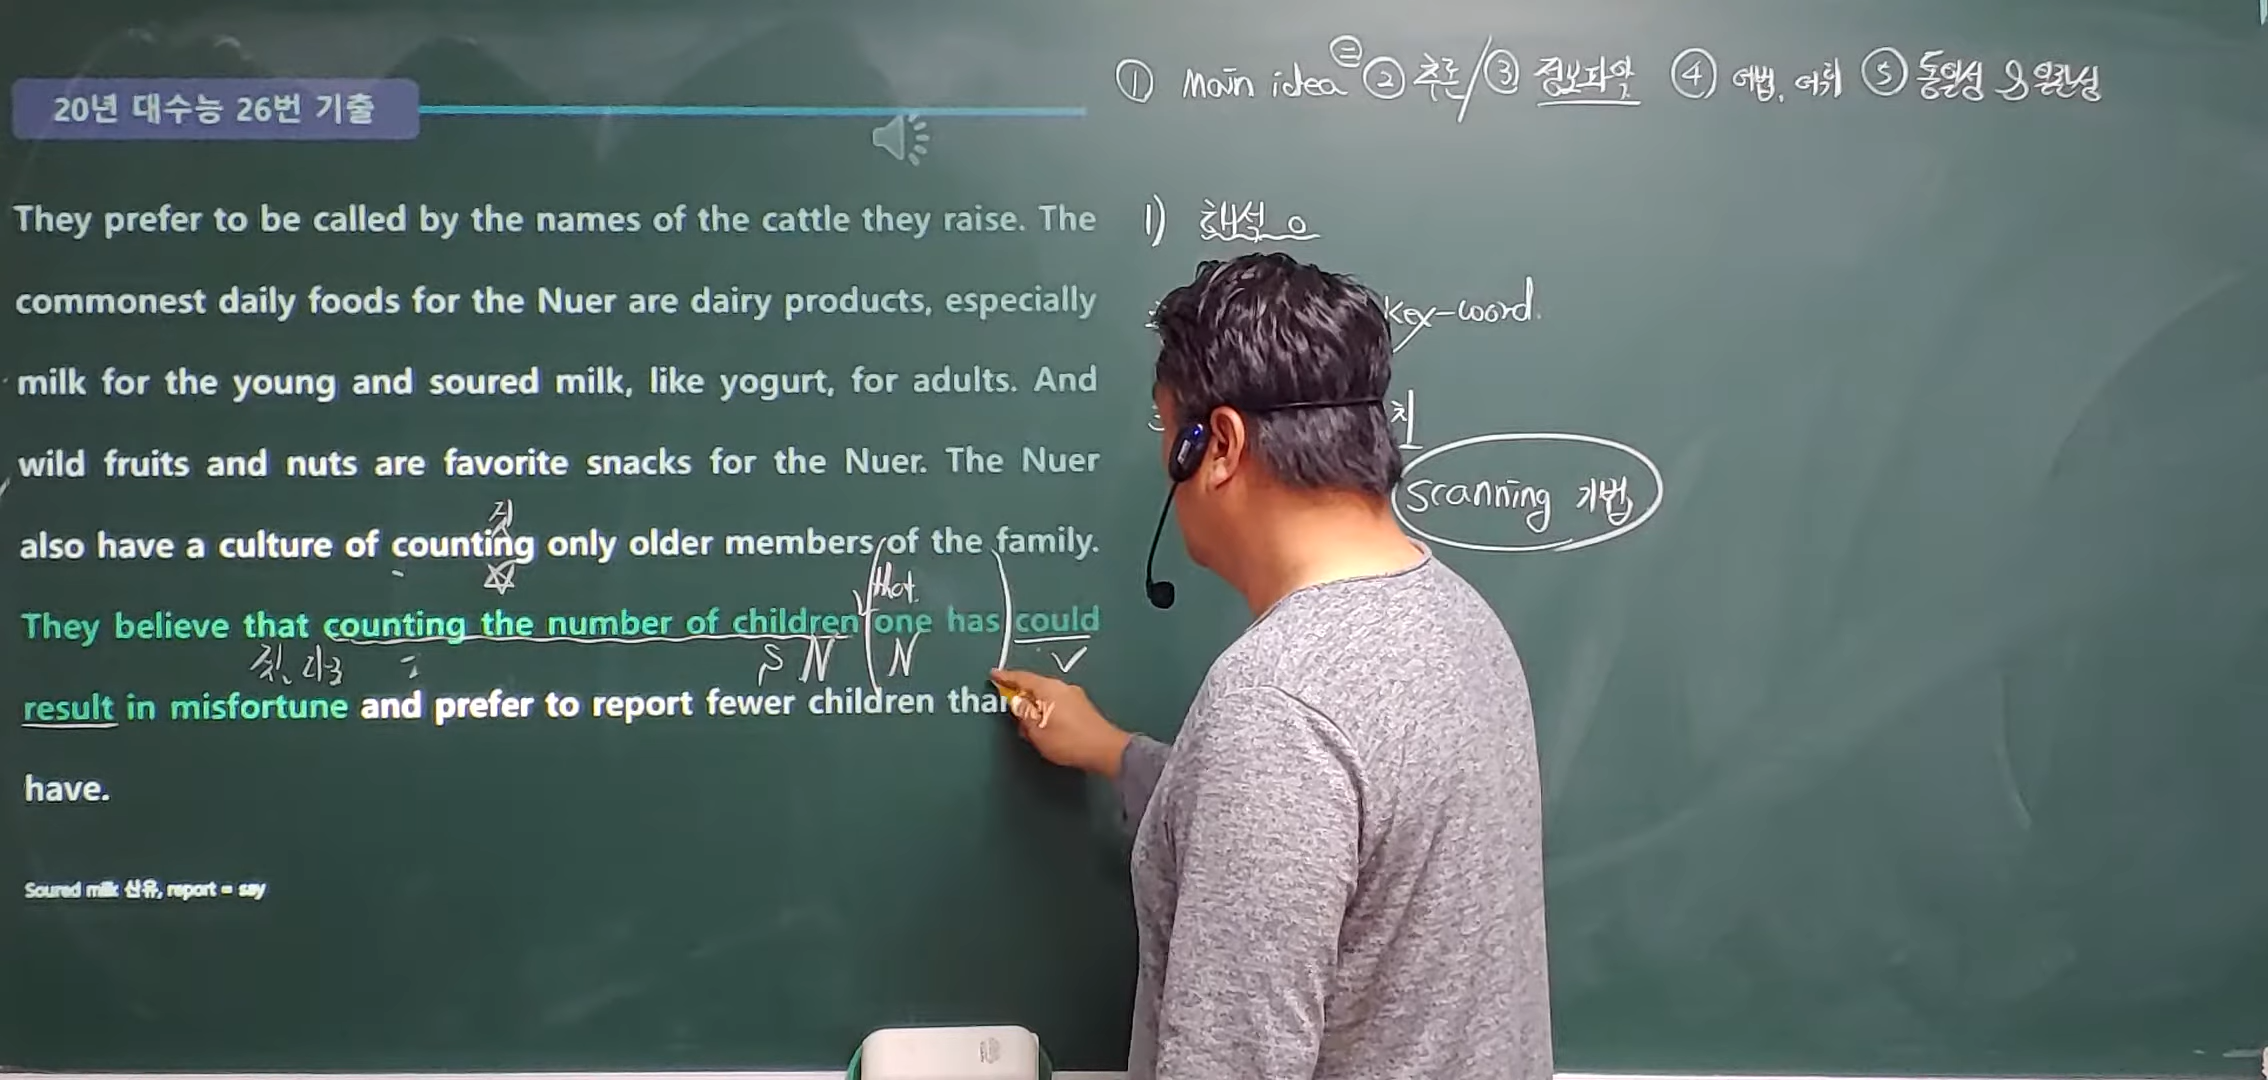 20년 대수능 26번 기출
They prefer to be called by the names of the cattle they raise. The
commonest daily foods for the Nuer are dairy products, especially
milk for the young and soured milk, like yogurt, for adults. And
wild fruits and nuts are favorite snacks for the Nuer. The Nuer
것
also have a culture of counting only older members of the family.
that
They believe that counting the number of children one has could
것, 다수
S N N V
result in misfortune and prefer to report fewer children than
have.
Soured milk 산유, report = say
① Main idea ② 추론/③ 정보파악 ④ 어법, 어휘 ⑤ 통일성 일관성
1) 해석 o
key-word.
치
scanning 기법